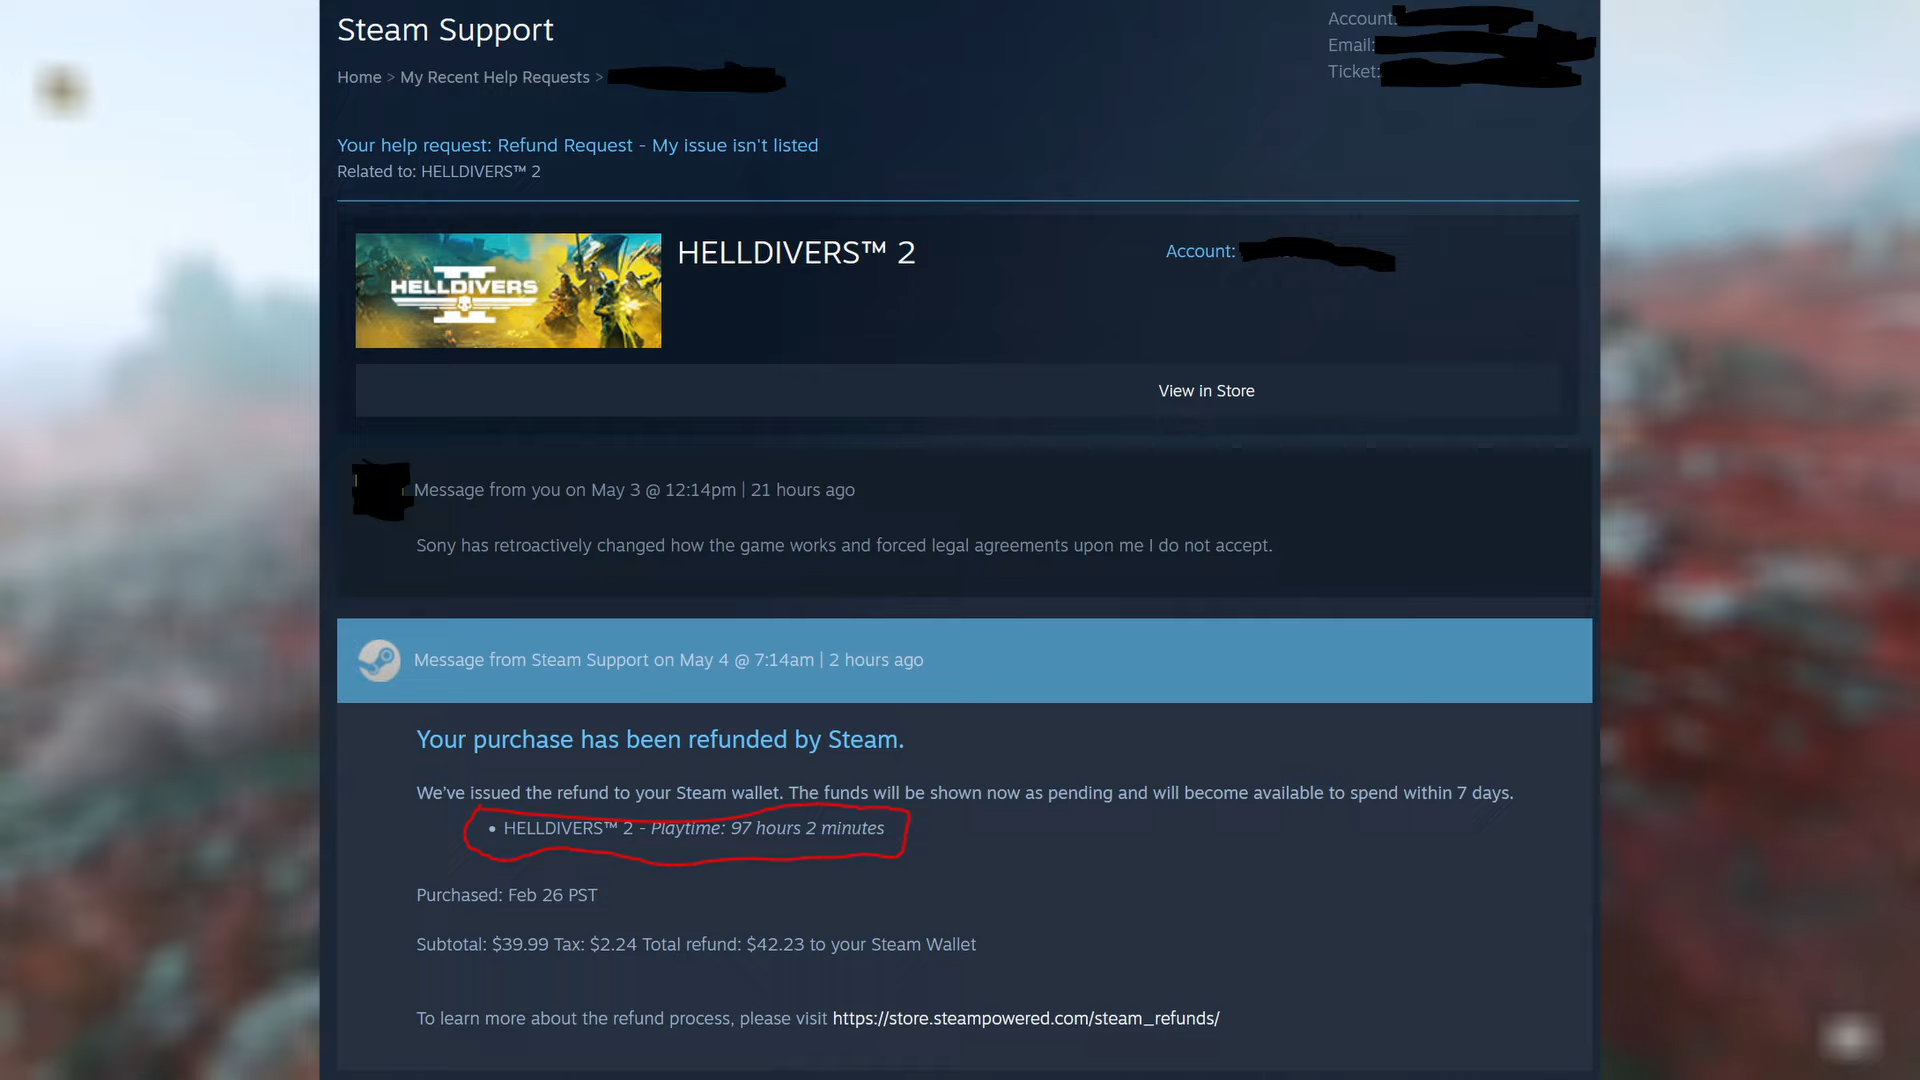 Steam Support
Account:
Email:
Ticket:
Home > My Recent Help Requests >
Your help request: Refund Request - My issue isn't listed
Related to: HELLDIVERS™ 2
HELLDIVERS
HELLDIVERS™ 2
Account:
View in Store
Message from you on May 3 @ 12:14pm | 21 hours ago
Sony has retroactively changed how the game works and forced legal agreements upon me I do not accept.
Message from Steam Support on May 4 @ 7:14am | 2 hours ago
Your purchase has been refunded by Steam.
We've issued the refund to your Steam wallet. The funds will be shown now as pending and will become available to spend within 7 days.
• HELLDIVERS™ 2 - Playtime: 97 hours 2 minutes
Purchased: Feb 26 PST
Subtotal: $39.99 Tax: $2.24 Total refund: $42.23 to your Steam Wallet
To learn more about the refund process, please visit https://store.steampowered.com/steam_refunds/